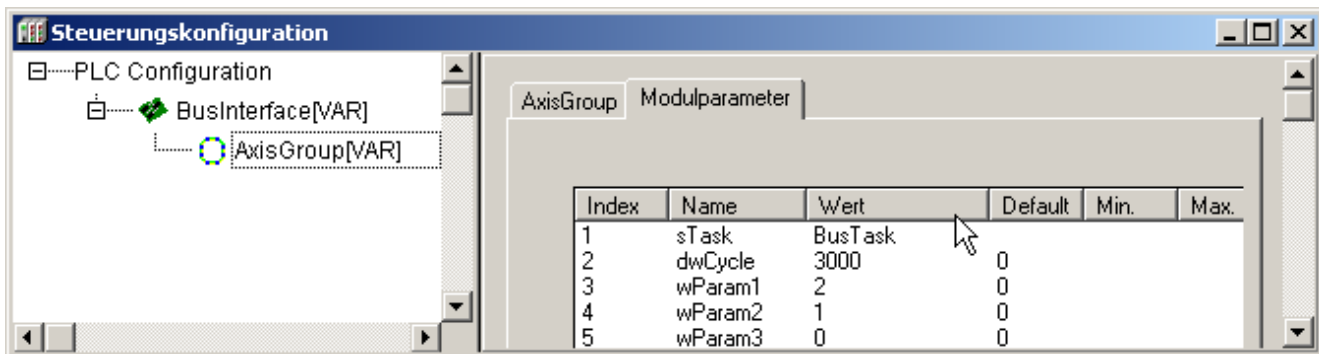 Steuerungskonfiguration
PLC Configuration
BusInterface[VAR]
AxisGroup[VAR]
AxisGroup Modulparameter
Index Name Wert Default Min. Max.
1 sTask BusTask
2 dwCycle 3000 0
3 wParam1 2 0
4 wParam2 1 0
5 wParam3 0 0